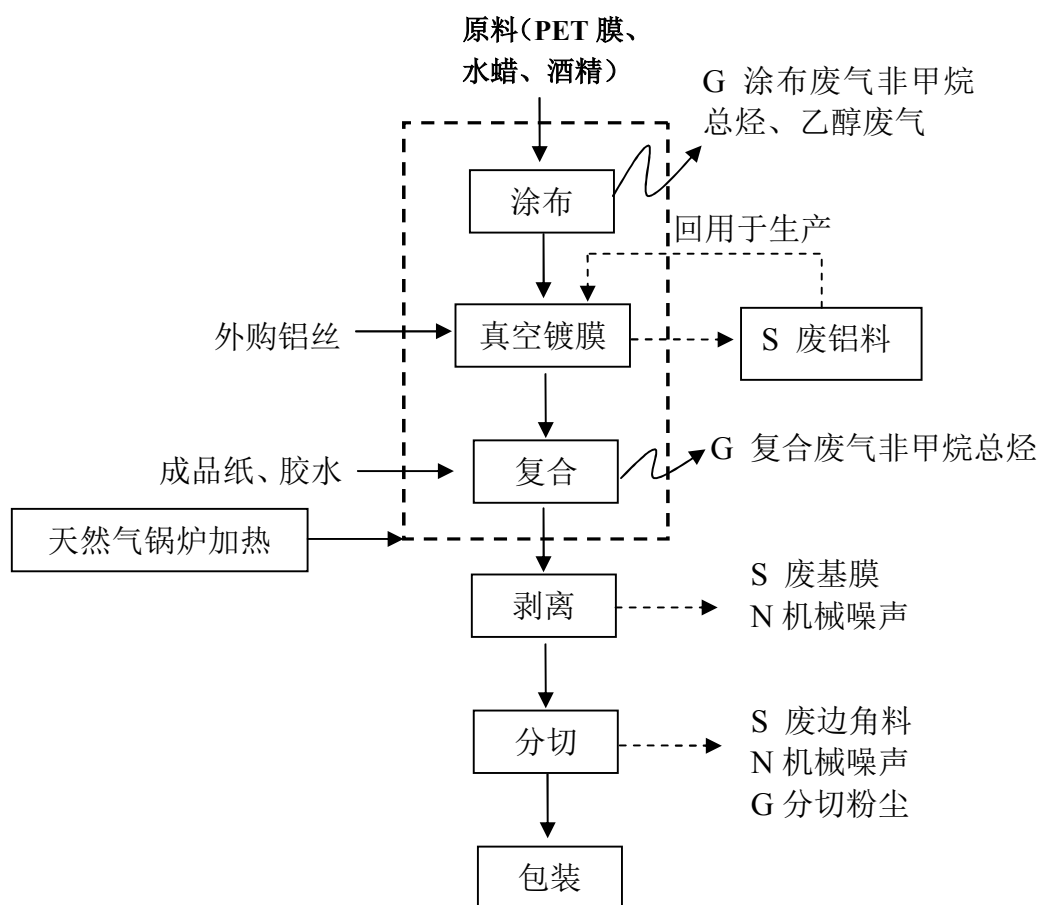 原料（PET 膜、
水蜡、酒精）
G 涂布废气非甲烷
总烃、乙醇废气
涂布
回用于生产
外购铝丝
真空镀膜
S 废铝料
成品纸、胶水
复合
G 复合废气非甲烷总烃
天然气锅炉加热
剥离
S 废基膜
N 机械噪声
分切
S 废边角料
N 机械噪声
G 分切粉尘
包装